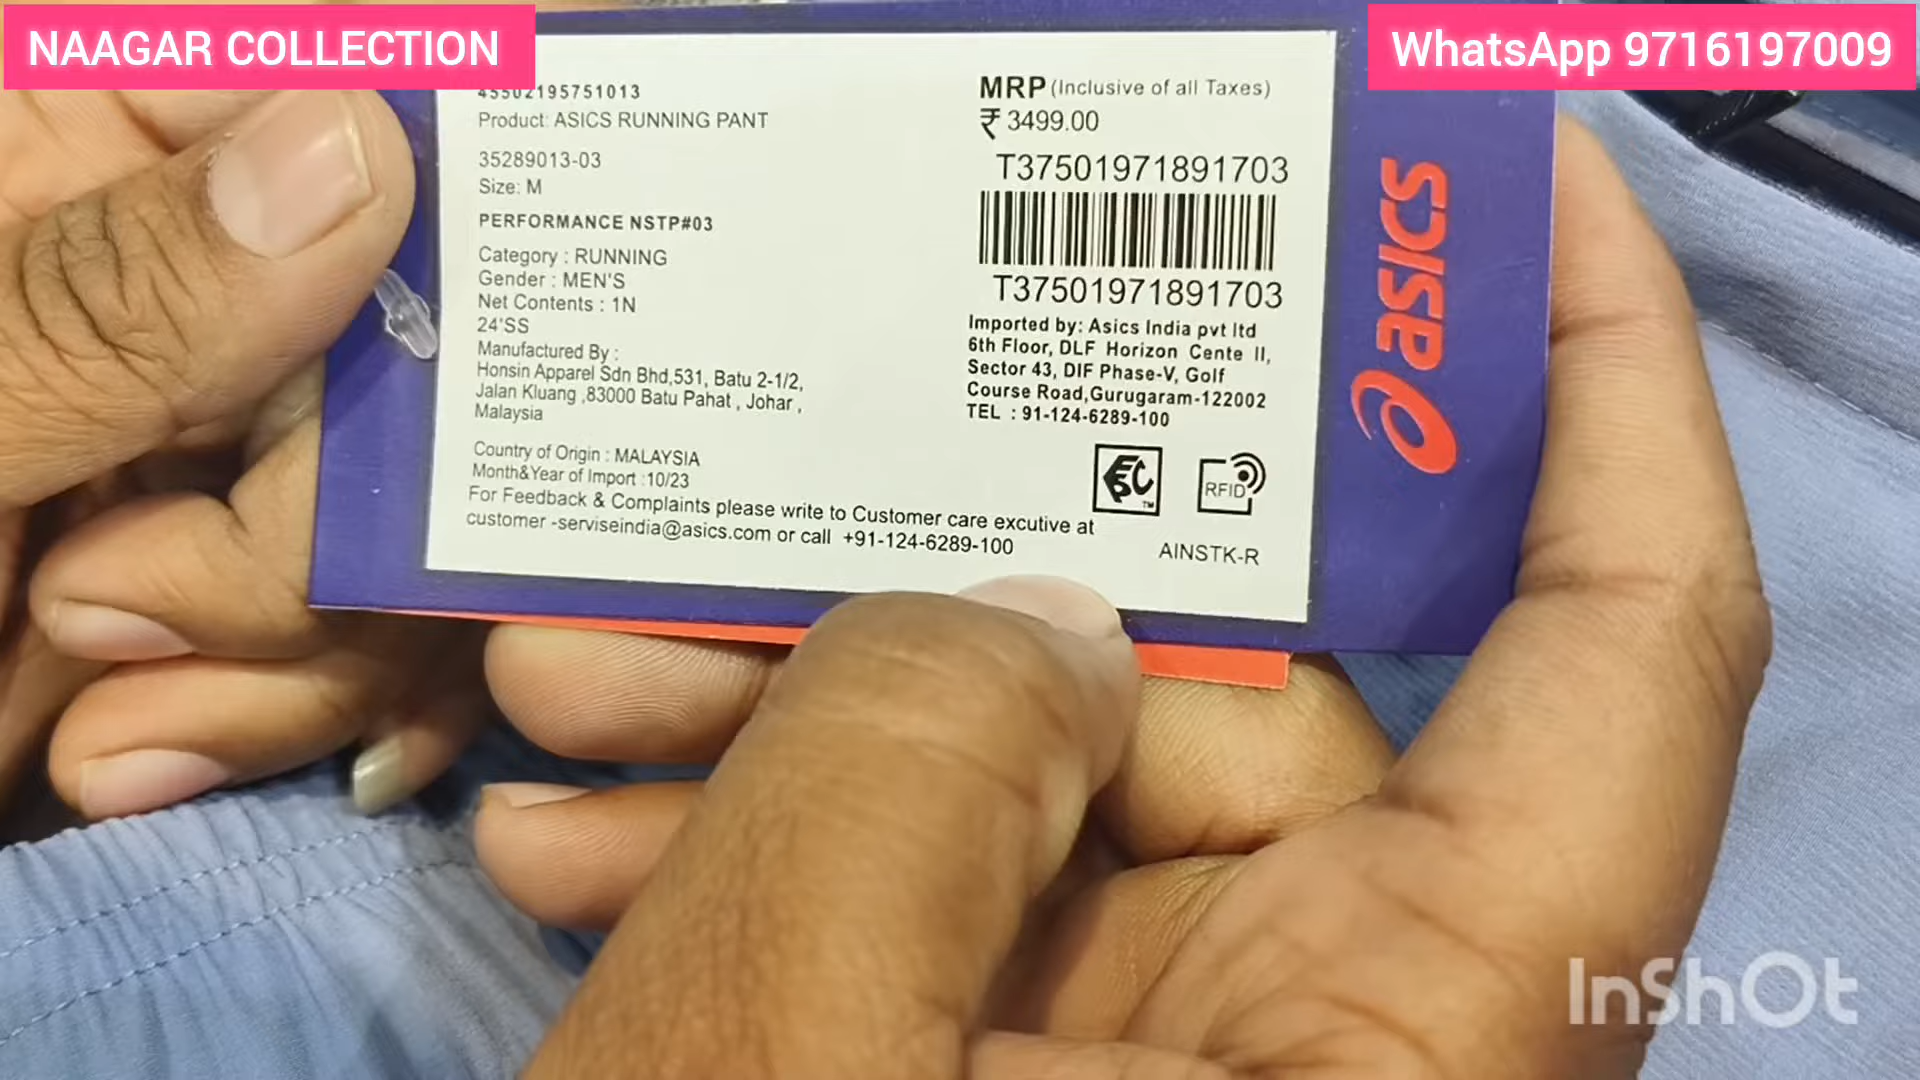 NAAGAR COLLECTION
WhatsApp 9716197009
45502195751013
Product: ASICS RUNNING PANT
35289013-03
Size: M
PERFORMANCE NSTP#03
Category : RUNNING
Gender : MEN'S
Net Contents : 1N
24'SS
Manufactured By :
Honsin Apparel Sdn Bhd,531, Batu 2-1/2,
Jalan Kluang ,83000 Batu Pahat , Johar ,
Malaysia
Country of Origin : MALAYSIA
Month&Year of Import :10/23
For Feedback & Complaints please write to Customer care excutive at
customer -serviseindia@asics.com or call +91-124-6289-100
MRP (Inclusive of all Taxes)
₹ 3499.00
T37501971891703
T37501971891703
Imported by: Asics India pvt ltd
6th Floor, DLF Horizon Cente II,
Sector 43, DIF Phase-V, Golf
Course Road,Gurugaram-122002
TEL : 91-124-6289-100
EPC TM
RFID
AINSTK-R
asics
InShOt